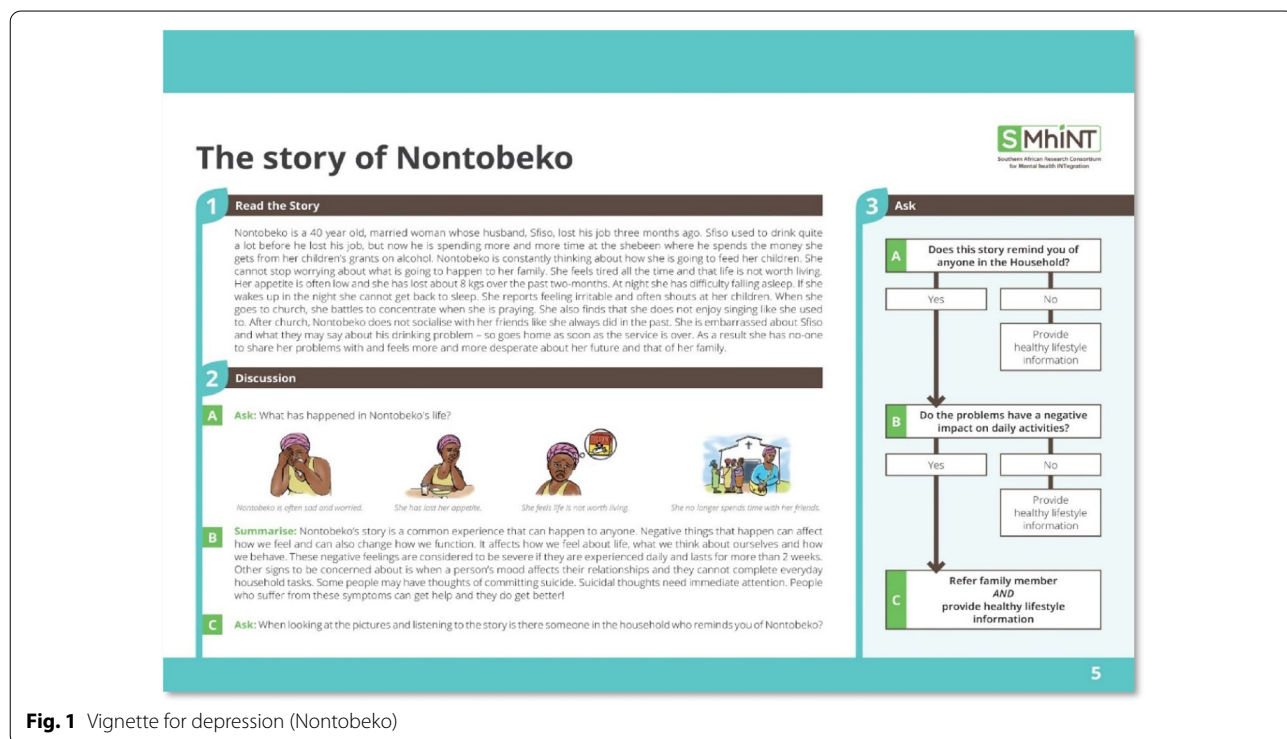 The story of Nontobeko
S MhiNT
Southern African Research Consortium
for Mental health INTegration
1 Read the Story
Nontobeko is a 40 year old, married woman whose husband, Sfiso, lost his job three months ago. Sfiso used to drink quite
a lot before he lost his job, but now he is spending more and more time at the shebeen where he spends the money she
gets from her children's grants on alcohol. Nontobeko is constantly thinking about how she is going to feed her children. She
cannot stop worrying about what is going to happen to her family. She feels tired all the time and that life is not worth living.
Her appetite is often low and she has lost about 8 kgs over the past two-months. At night she has difficulty falling asleep. If she
wakes up in the night she cannot get back to sleep. She reports feeling irritable and often shouts at her children. When she
goes to church, she battles to concentrate when she is praying. She also finds that she does not enjoy singing like she used
to. After church, Nontobeko does not socialise with her friends like she always did in the past. She is embarrassed about Sfiso
and what they may say about his drinking problem – so goes home as soon as the service is over. As a result she has no-one
to share her problems with and feels more and more desperate about her future and that of her family.
2 Discussion
A Ask: What has happened in Nontobeko's life?
Nontobeko is often sad and worried.
She has lost her appetite.
She feels life is not worth living.
She no longer spends time with her friends.
B Summarise: Nontobeko's story is a common experience that can happen to anyone. Negative things that happen can affect
how we feel and can also change how we function. It affects how we feel about life, what we think about ourselves and how
we behave. These negative feelings are considered to be severe if they are experienced daily and lasts for more than 2 weeks.
Other signs to be concerned about is when a person's mood affects their relationships and they cannot complete everyday
household tasks. Some people may have thoughts of committing suicide. Suicidal thoughts need immediate attention. People
who suffer from these symptoms can get help and they do get better!
C Ask: When looking at the pictures and listening to the story is there someone in the household who reminds you of Nontobeko?
3 Ask
A Does this story remind you of
anyone in the Household?
Yes
No
Provide
healthy lifestyle
information
B Do the problems have a negative
impact on daily activities?
Yes
No
Provide
healthy lifestyle
information
C Refer family member
AND
provide healthy lifestyle
information
5
Fig. 1 Vignette for depression (Nontobeko)